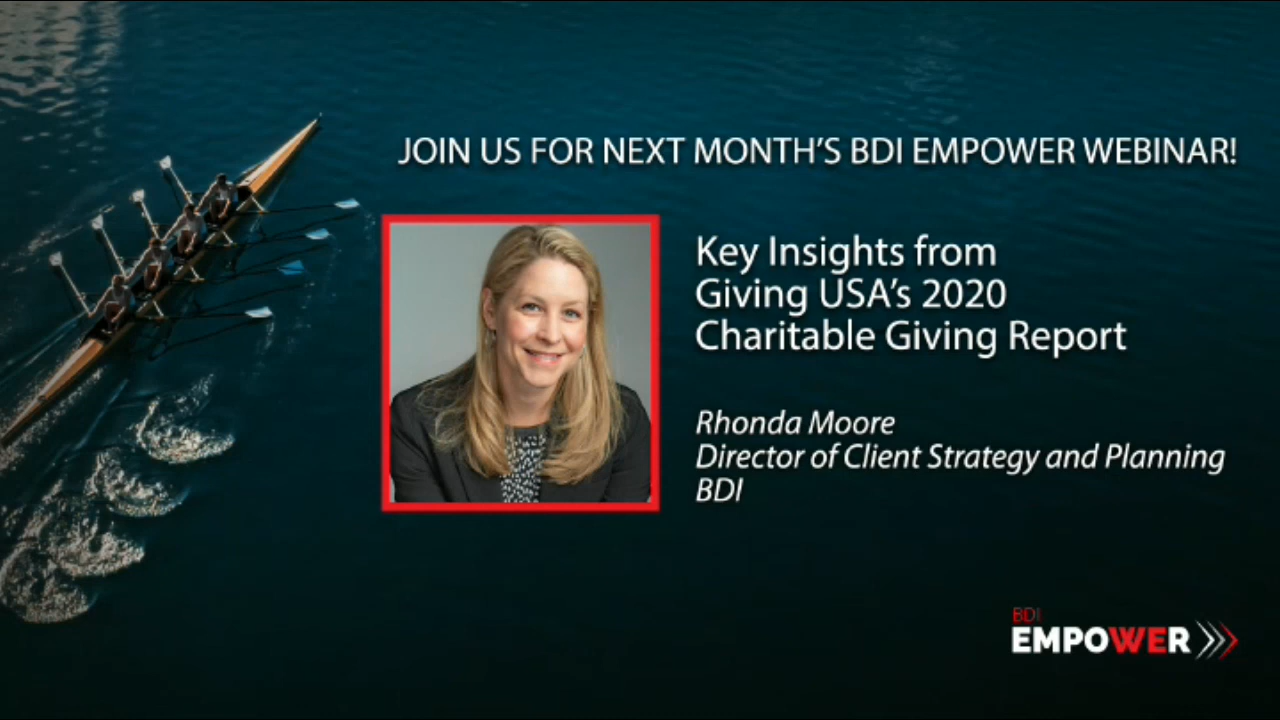 JOIN US FOR NEXT MONTH'S BDI EMPOWER WEBINAR!
Key Insights from
Giving USA's 2020
Charitable Giving Report
Rhonda Moore
Director of Client Strategy and Planning
BDI
BDI
EMPOWER